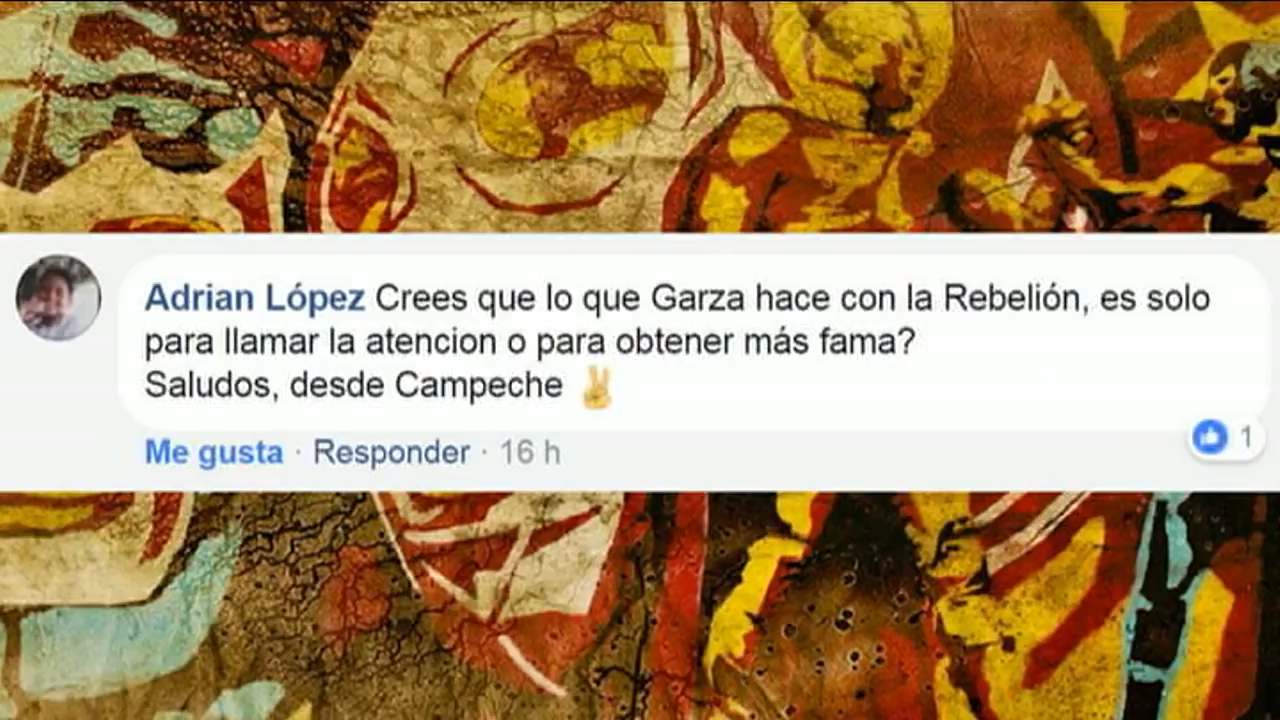 Adrian López Crees que lo que Garza hace con la Rebelión, es solo
para llamar la atencion o para obtener más fama?
Saludos, desde Campeche ✌️
Me gusta · Responder · 16 h
1